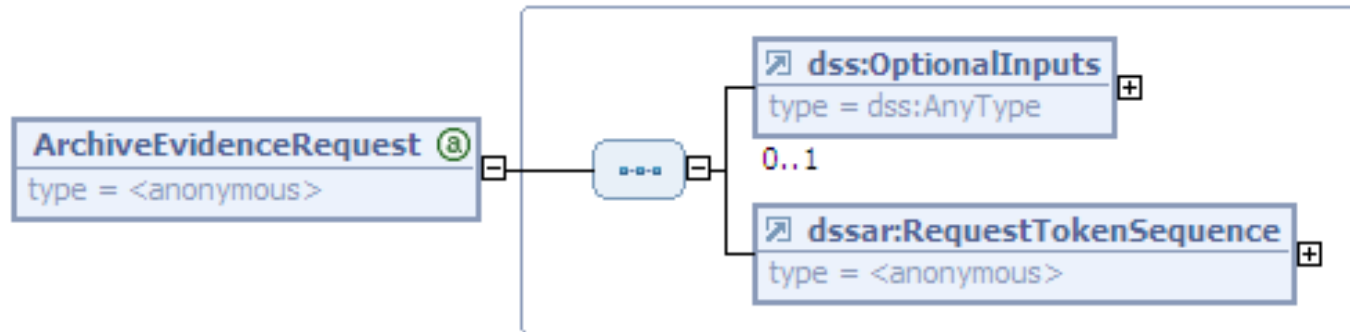 dss:OptionalInputs
type = dss:AnyType
0..1
ArchiveEvidenceRequest a
type = <anonymous>
dssar:RequestTokenSequence
type = <anonymous>